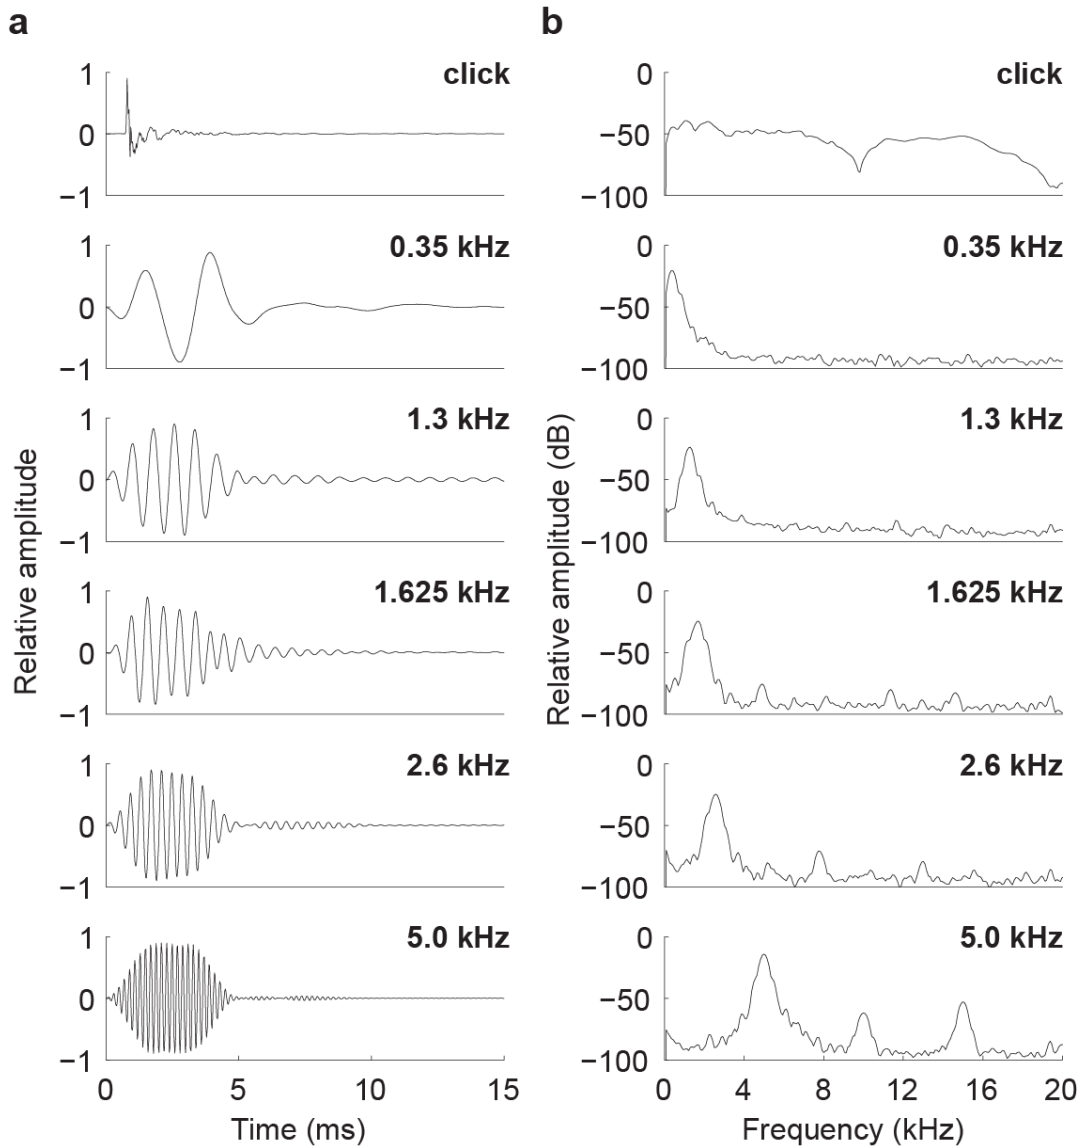 a
click
1
0
−1
0.35 kHz
1
0
−1
1.3 kHz
1
0
−1
1.625 kHz
1
0
−1
2.6 kHz
1
0
−1
5.0 kHz
1
0
−1
0 5 10 15
Time (ms)
Relative amplitude
b
click
0
−50
−100
0.35 kHz
0
−50
−100
1.3 kHz
0
−50
−100
1.625 kHz
0
−50
−100
2.6 kHz
0
−50
−100
5.0 kHz
0
−50
−100
0 4 8 12 16 20
Frequency (kHz)
Relative amplitude (dB)